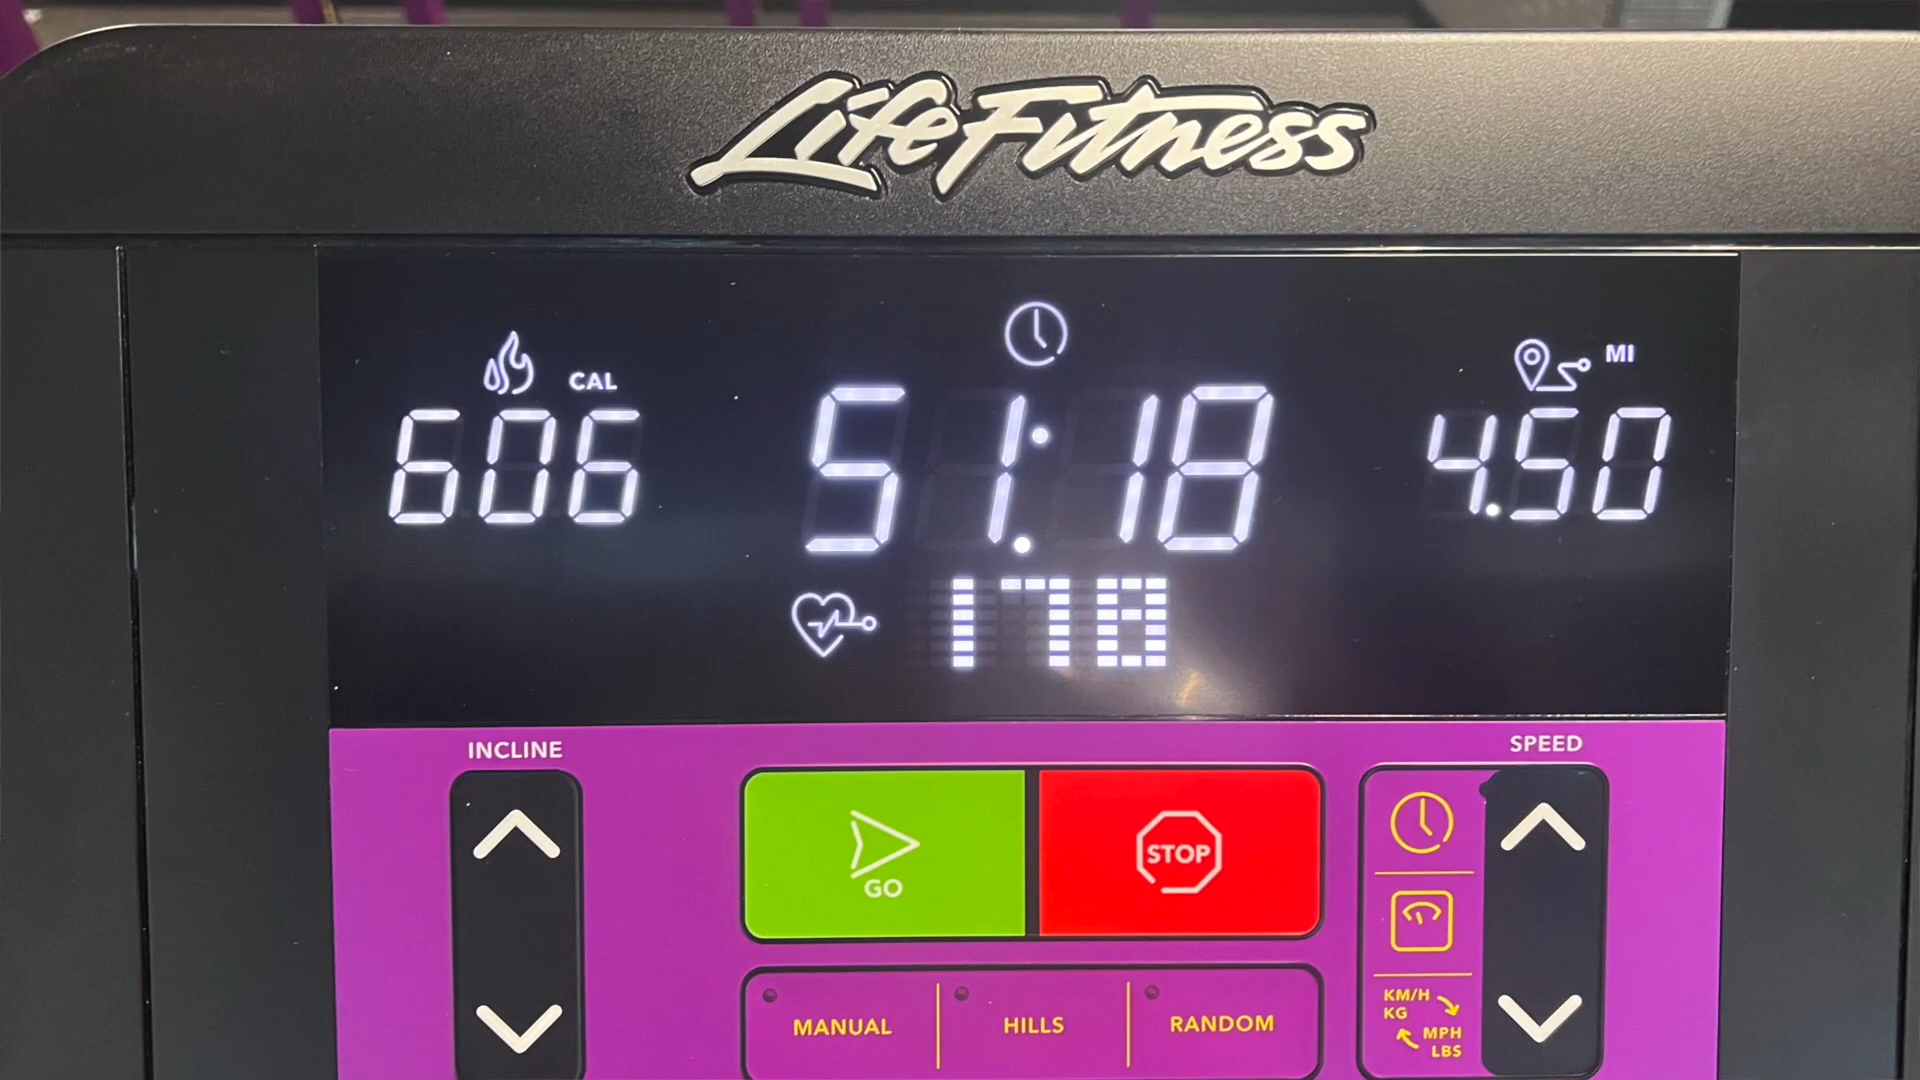 LifeFitness
CAL
MI
606
51:18
4.50
178
INCLINE
SPEED
GO
STOP
MANUAL
HILLS
RANDOM
KM/H
KG
MPH
LBS